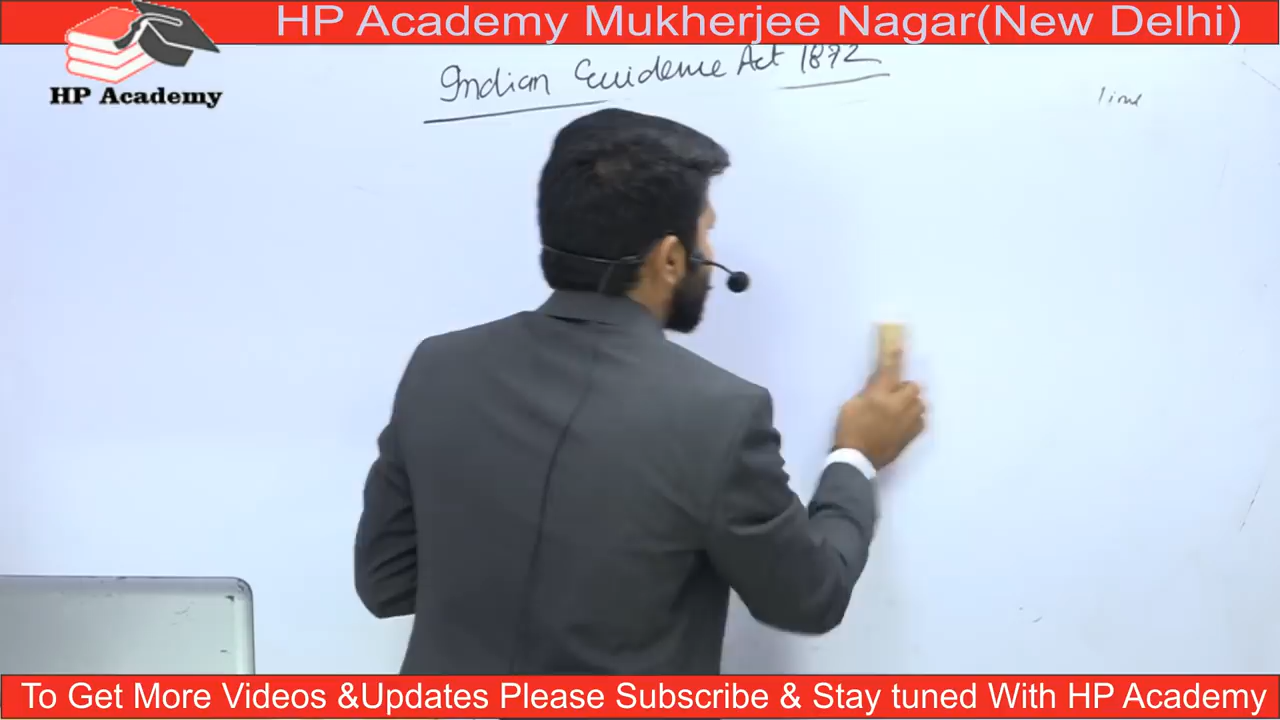 HP Academy Mukherjee Nagar(New Delhi)
HP Academy
Indian Evidence Act 1872
To Get More Videos &Updates Please Subscribe & Stay tuned With HP Academy